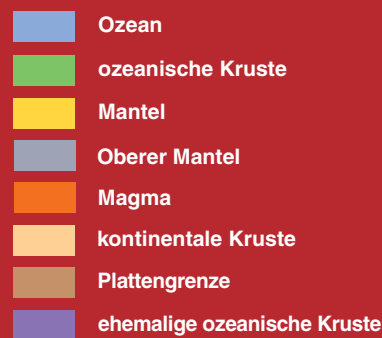 Ozean
ozeanische Kruste
Mantel
Oberer Mantel
Magma
kontinentale Kruste
Plattengrenze
ehemalige ozeanische Kruste